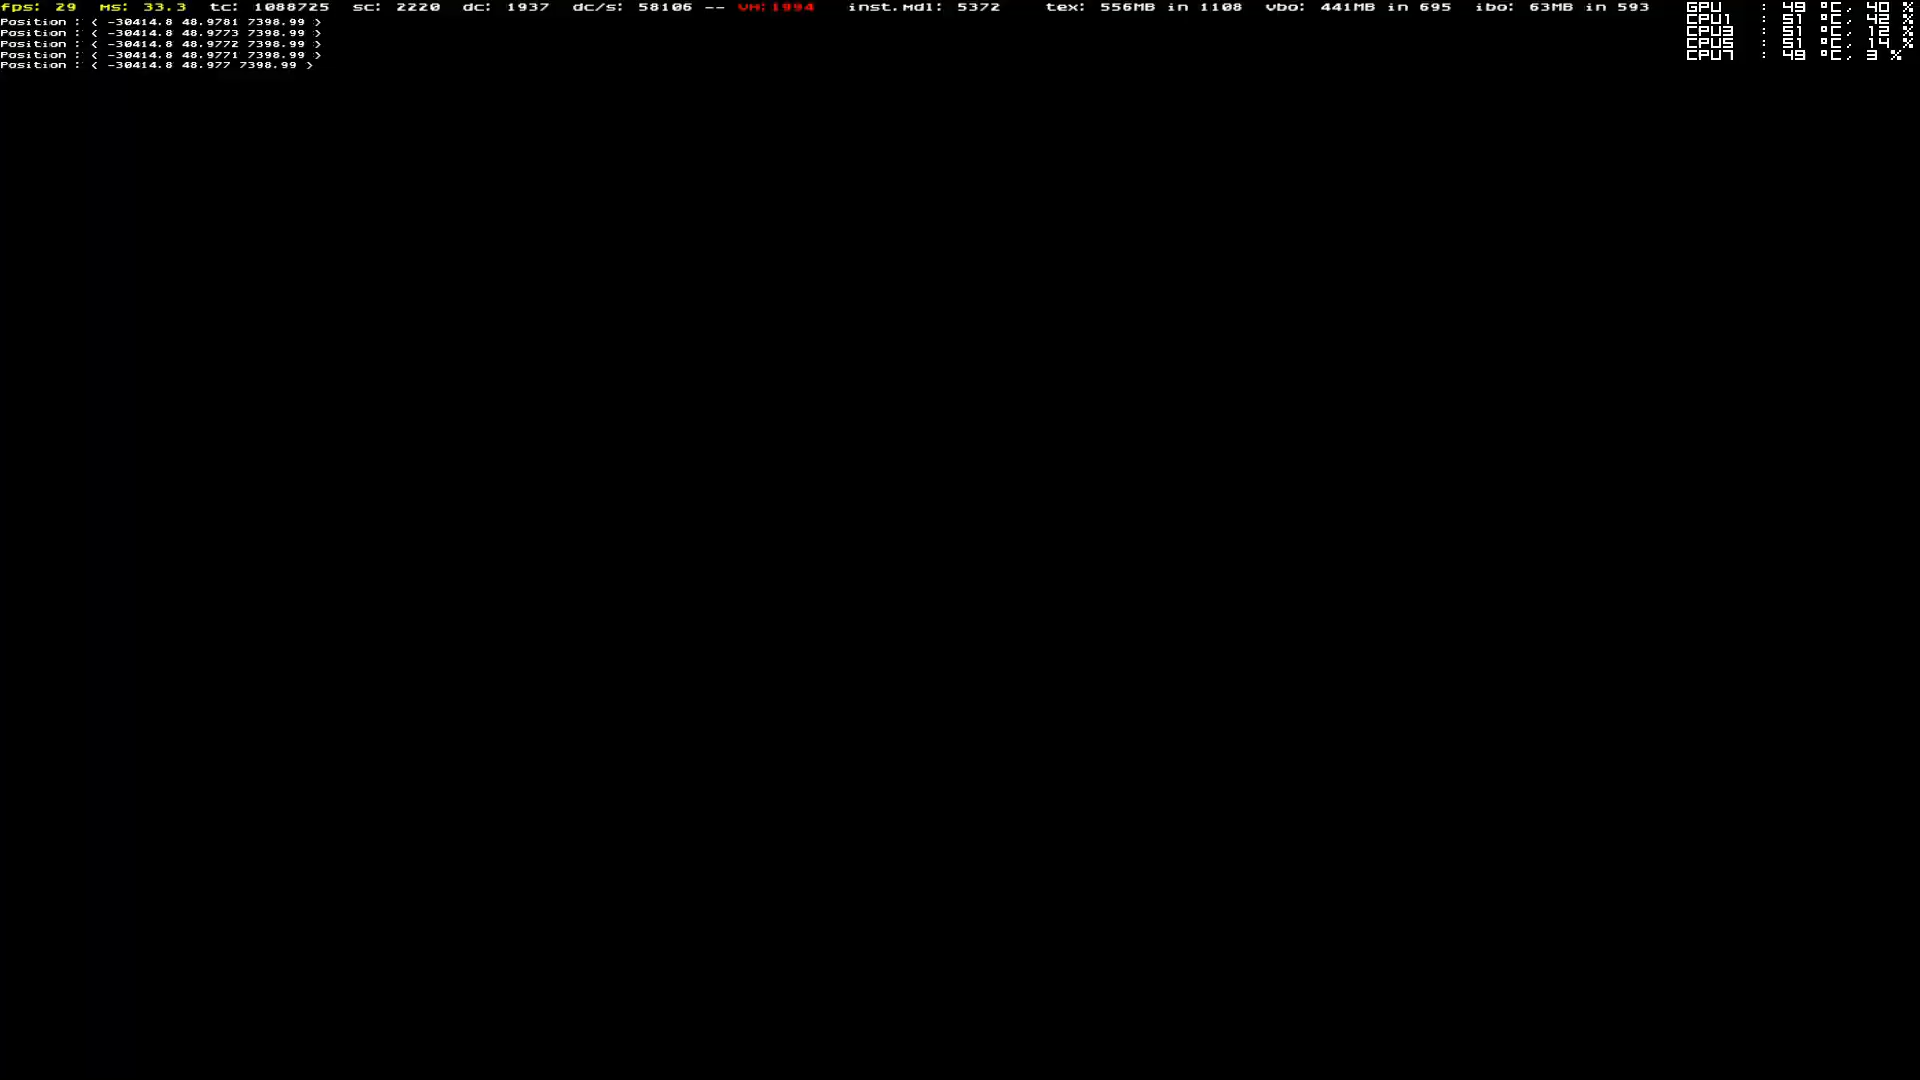 fps: 29 ms: 33.3 tc: 1088725 sc: 2220 dc: 1937 dc/s: 58106 -- VM:1994 inst.mdl: 5372 tex: 556MB in 1108 vbo: 441MB in 695 ibo: 63MB in 593
Position : < -30414.8 48.9781 7398.99 >
Position : < -30414.8 48.9773 7398.99 >
Position : < -30414.8 48.9772 7398.99 >
Position : < -30414.8 48.9771 7398.99 >
Position : < -30414.8 48.977 7398.99 >
GPU : 49 °C, 40 %
CPU1 : 51 °C, 42 %
CPU3 : 51 °C, 12 %
CPU5 : 51 °C, 14 %
CPU7 : 49 °C, 3 %